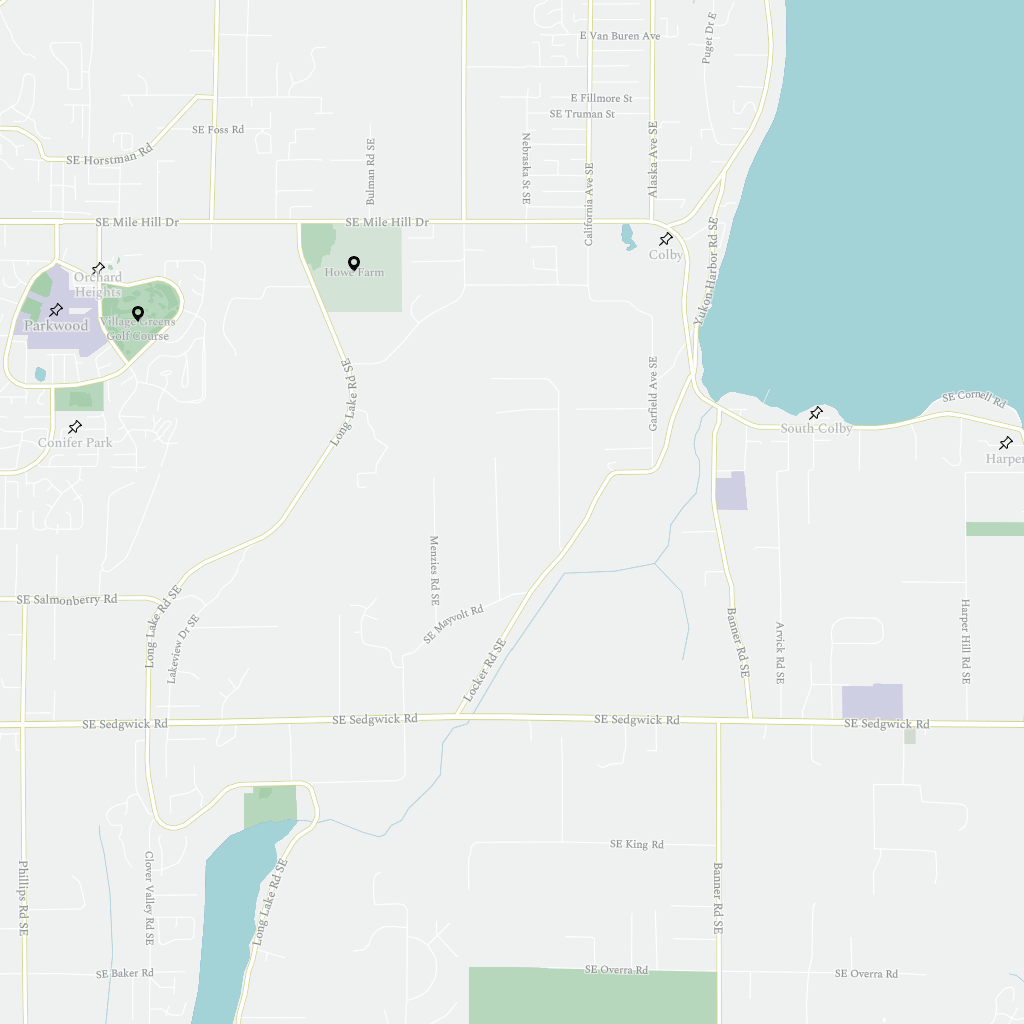 Puget Dr E
E Van Buren Ave
E Fillmore St
SE Truman St
SE Foss Rd
SE Horstman Rd
Bulman Rd SE
Nebraska St SE
California Ave SE
Alaska Ave SE
SE Mile Hill Dr
SE Mile Hill Dr
Yukon Harbor Rd SE
Colby
Howe Farm
Orchard
Heights
Parkwood
Village Greens
Golf Course
Long Lake Rd SE
Garfield Ave SE
SE Cornell Rd
Conifer Park
South Colby
Harper
Menzies Rd SE
SE Salmonberry Rd
Long Lake Rd SE
Lakeview Dr SE
SE Mayvolt Rd
Locker Rd SE
Banner Rd SE
Arvick Rd SE
Harper Hill Rd SE
SE Sedgwick Rd
SE Sedgwick Rd
SE Sedgwick Rd
SE Sedgwick Rd
SE King Rd
Phillips Rd SE
Clover Valley Rd SE
Long Lake Rd SE
Banner Rd SE
SE Baker Rd
SE Overra Rd
SE Overra Rd